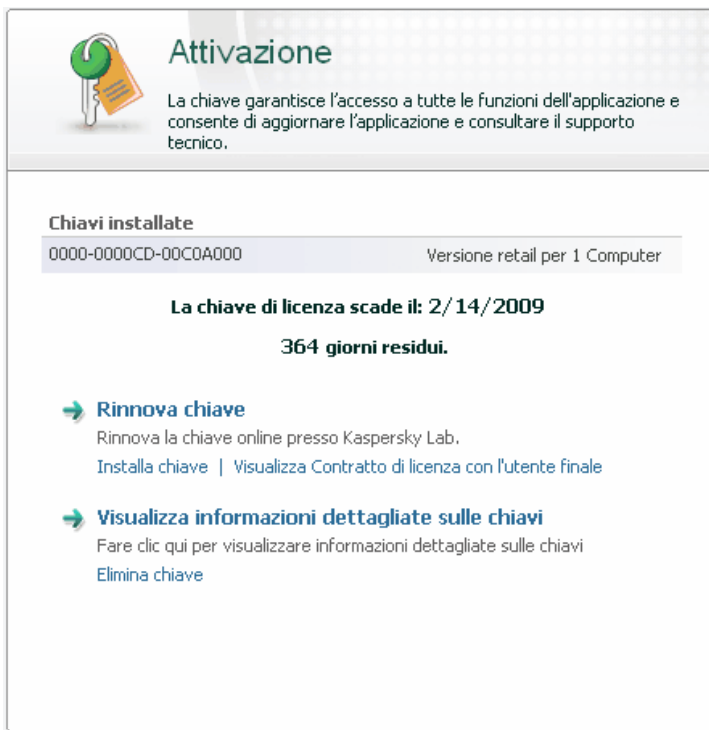 Attivazione
La chiave garantisce l'accesso a tutte le funzioni dell'applicazione e
consente di aggiornare l'applicazione e consultare il supporto
tecnico.
Chiavi installate
0000-0000CD-00C0A000 Versione retail per 1 Computer
La chiave di licenza scade il: 2/14/2009
364 giorni residui.
Rinnova chiave
Rinnova la chiave online presso Kaspersky Lab.
Installa chiave | Visualizza Contratto di licenza con l'utente finale
Visualizza informazioni dettagliate sulle chiavi
Fare clic qui per visualizzare informazioni dettagliate sulle chiavi
Elimina chiave